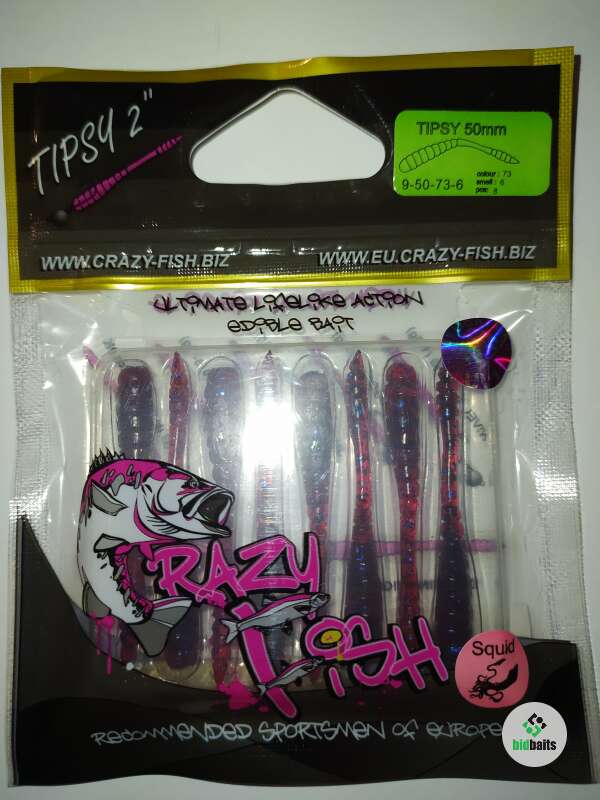 TIPSY 2"
TIPSY 50mm
9-50-73-6
colour : 73
smell : 6
pce: 8
WWW.CRAZY-FISH.BIZ
WWW.EU.CRAZY-FISH.BIZ
ULTIMATE LIFELIKE ACTION
EDIBLE BAIT
CRAZY
FISH
Squid
RECOMMENDED SPORTSMEN OF EUROPE
bidbaits